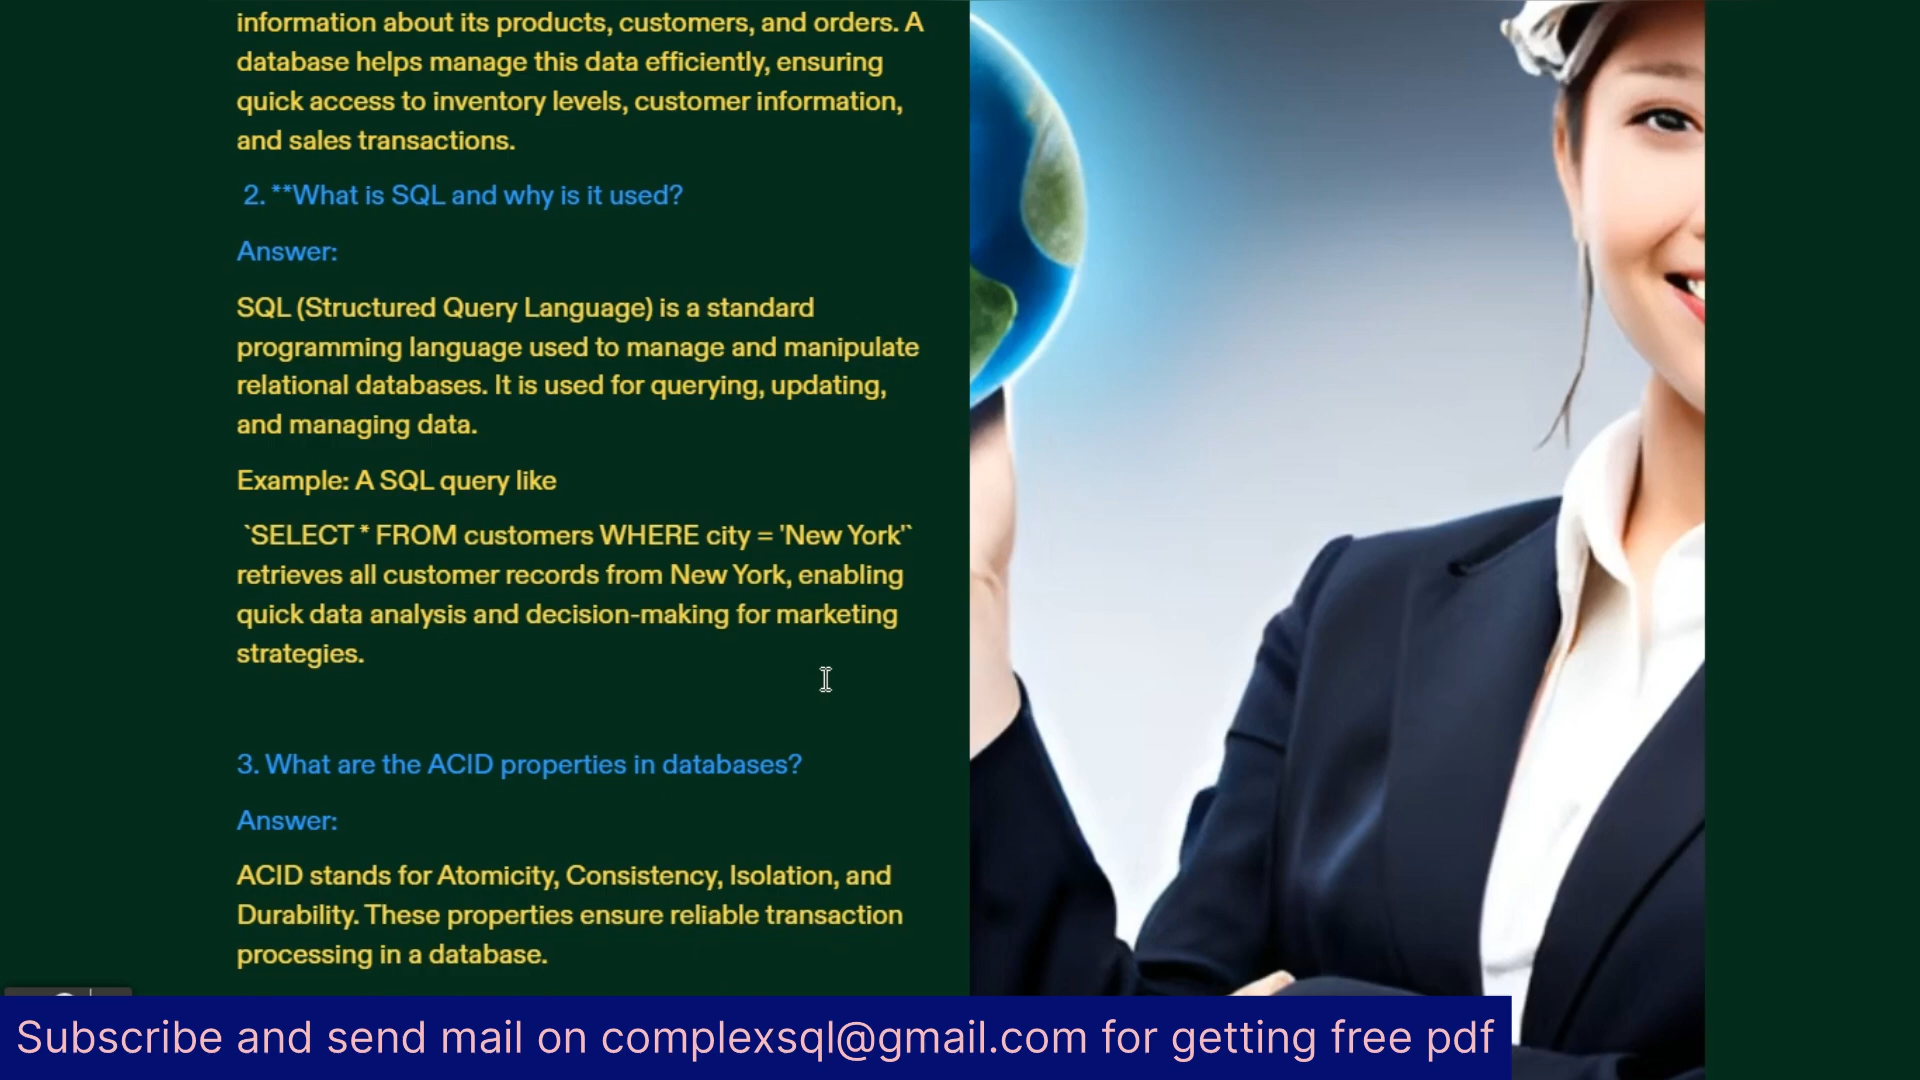 information about its products, customers, and orders. A
database helps manage this data efficiently, ensuring
quick access to inventory levels, customer information,
and sales transactions.
2. **What is SQL and why is it used?
Answer:
SQL (Structured Query Language) is a standard
programming language used to manage and manipulate
relational databases. It is used for querying, updating,
and managing data.
Example: A SQL query like
`SELECT * FROM customers WHERE city = 'New York'`
retrieves all customer records from New York, enabling
quick data analysis and decision-making for marketing
strategies.
3. What are the ACID properties in databases?
Answer:
ACID stands for Atomicity, Consistency, Isolation, and
Durability. These properties ensure reliable transaction
processing in a database.
Subscribe and send mail on complexsql@gmail.com for getting free pdf